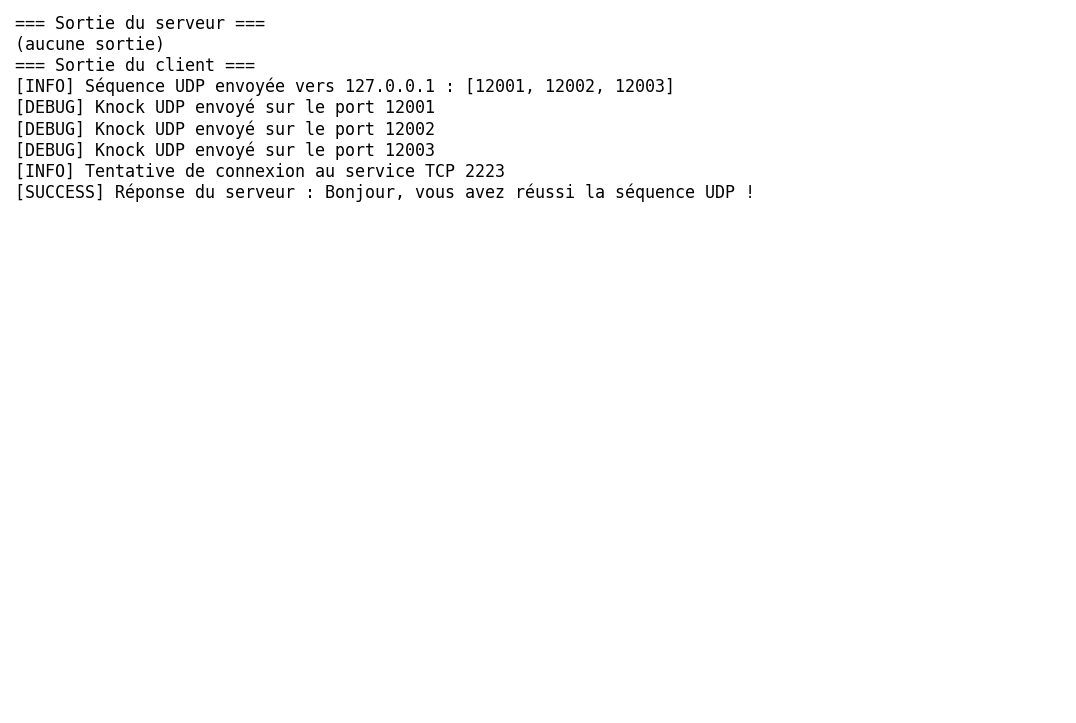 === Sortie du serveur ===
(aucune sortie)
=== Sortie du client ===
[INFO] Séquence UDP envoyée vers 127.0.0.1 : [12001, 12002, 12003]
[DEBUG] Knock UDP envoyé sur le port 12001
[DEBUG] Knock UDP envoyé sur le port 12002
[DEBUG] Knock UDP envoyé sur le port 12003
[INFO] Tentative de connexion au service TCP 2223
[SUCCESS] Réponse du serveur : Bonjour, vous avez réussi la séquence UDP !